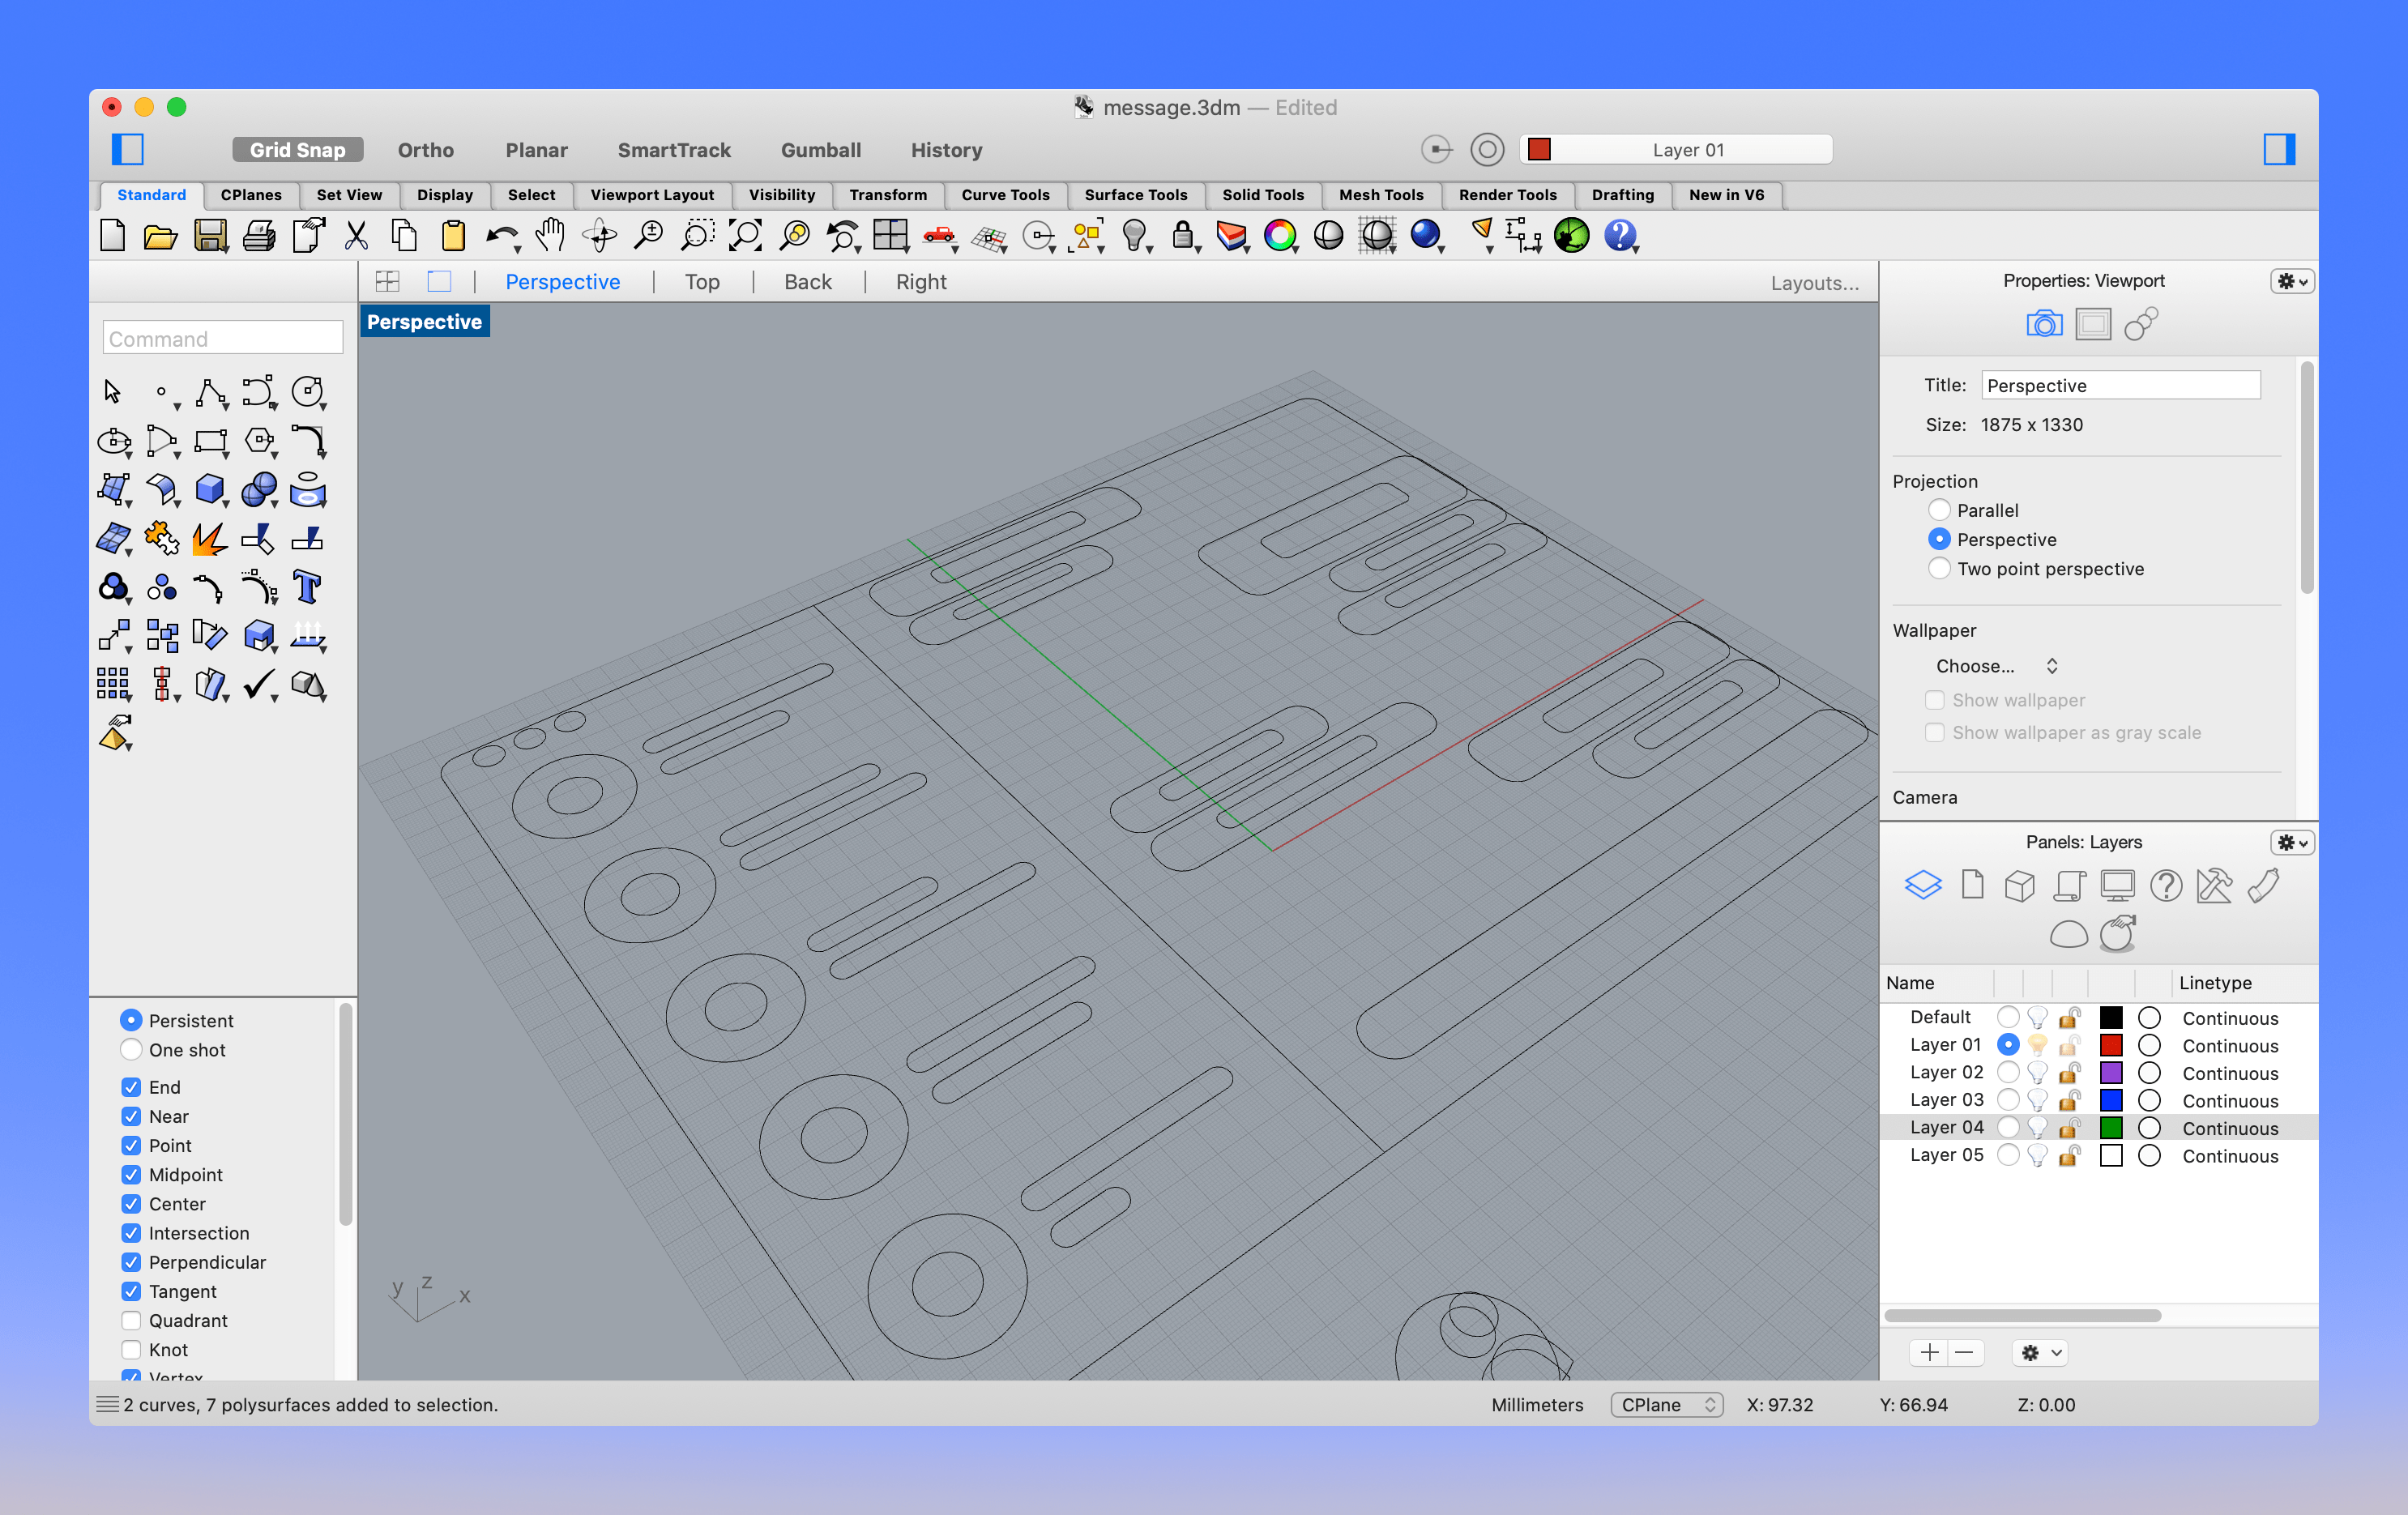 message.3dm — Edited
Grid Snap Ortho Planar SmartTrack Gumball History Layer 01
Standard CPlanes Set View Display Select Viewport Layout Visibility Transform Curve Tools Surface Tools Solid Tools Mesh Tools Render Tools Drafting New in V6
Perspective Top Back Right Layouts...
Perspective
Command
Persistent
One shot
End
Near
Point
Midpoint
Center
Intersection
Perpendicular
Tangent
Quadrant
Knot
Vertex
y z x
Properties: Viewport
Title: Perspective
Size: 1875 x 1330
Projection
Parallel
Perspective
Two point perspective
Wallpaper
Choose...
Show wallpaper
Show wallpaper as gray scale
Camera
Panels: Layers
Name Linetype
Default Continuous
Layer 01 Continuous
Layer 02 Continuous
Layer 03 Continuous
Layer 04 Continuous
Layer 05 Continuous
2 curves, 7 polysurfaces added to selection. Millimeters CPlane X: 97.32 Y: 66.94 Z: 0.00